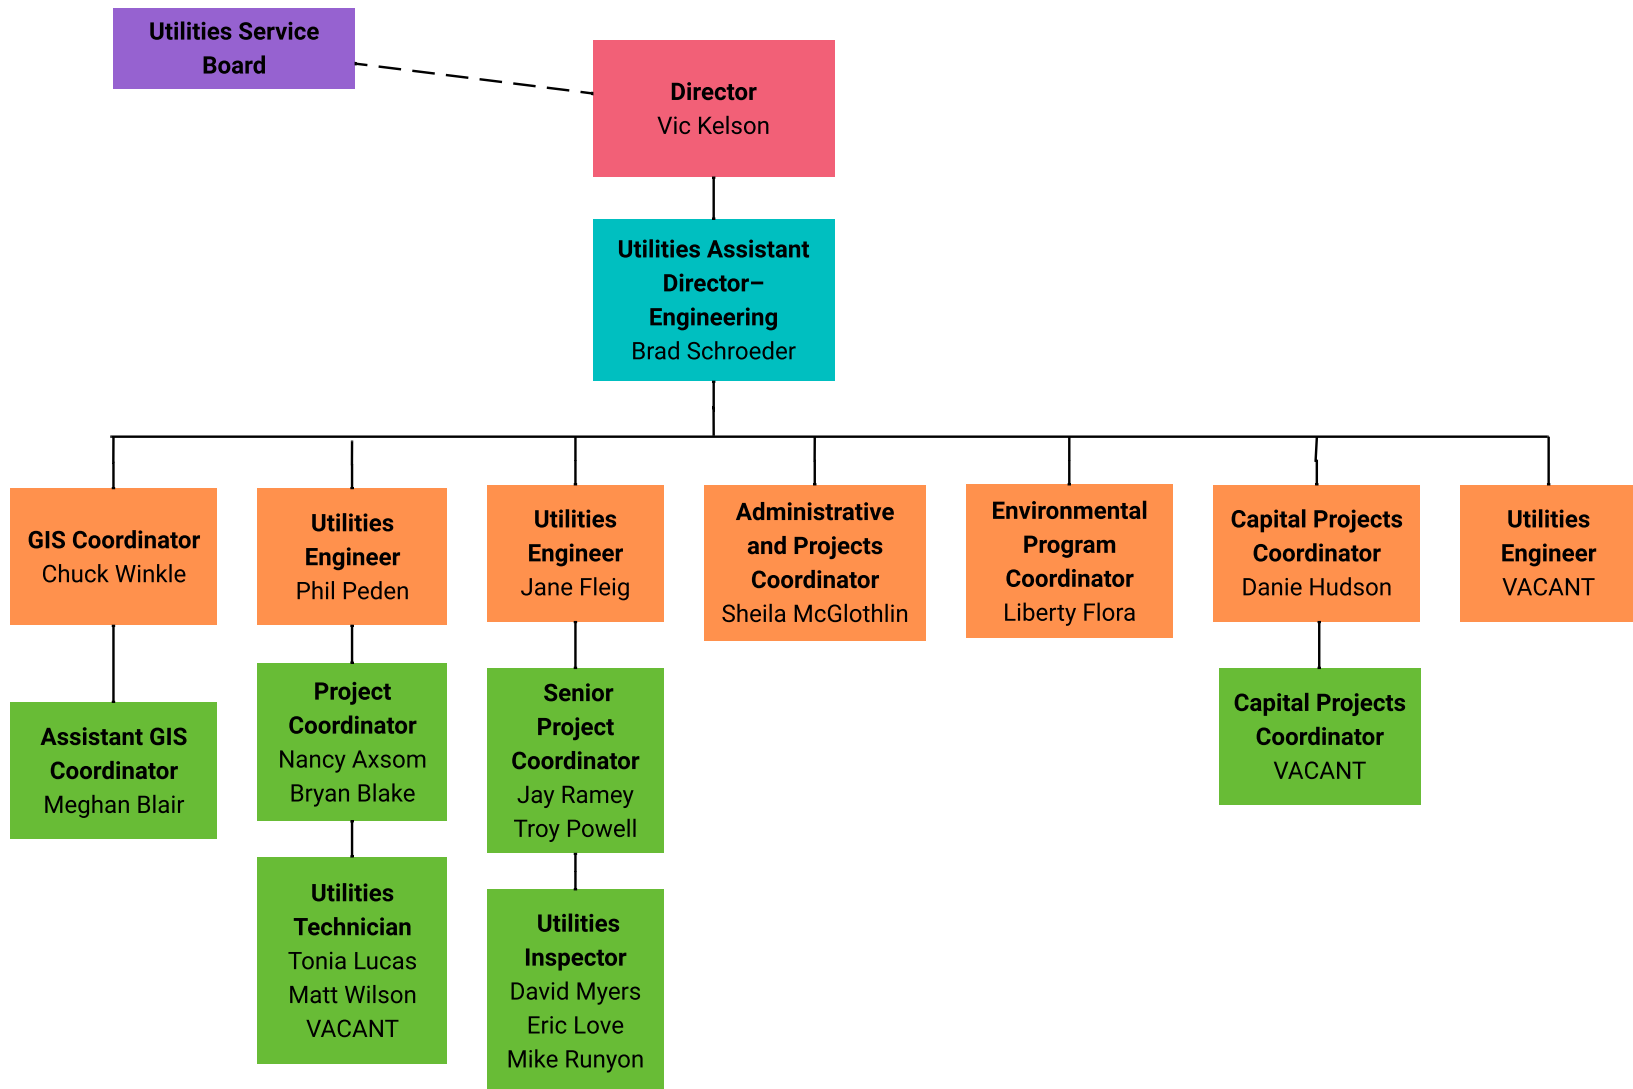 Utilities Service
Board
Director
Vic Kelson
Utilities Assistant
Director–
Engineering
Brad Schroeder
GIS Coordinator
Chuck Winkle
Utilities
Engineer
Phil Peden
Utilities
Engineer
Jane Fleig
Administrative
and Projects
Coordinator
Sheila McGlothlin
Environmental
Program
Coordinator
Liberty Flora
Capital Projects
Coordinator
Danie Hudson
Utilities
Engineer
VACANT
Assistant GIS
Coordinator
Meghan Blair
Project
Coordinator
Nancy Axsom
Bryan Blake
Senior
Project
Coordinator
Jay Ramey
Troy Powell
Capital Projects
Coordinator
VACANT
Utilities
Technician
Tonia Lucas
Matt Wilson
VACANT
Utilities
Inspector
David Myers
Eric Love
Mike Runyon